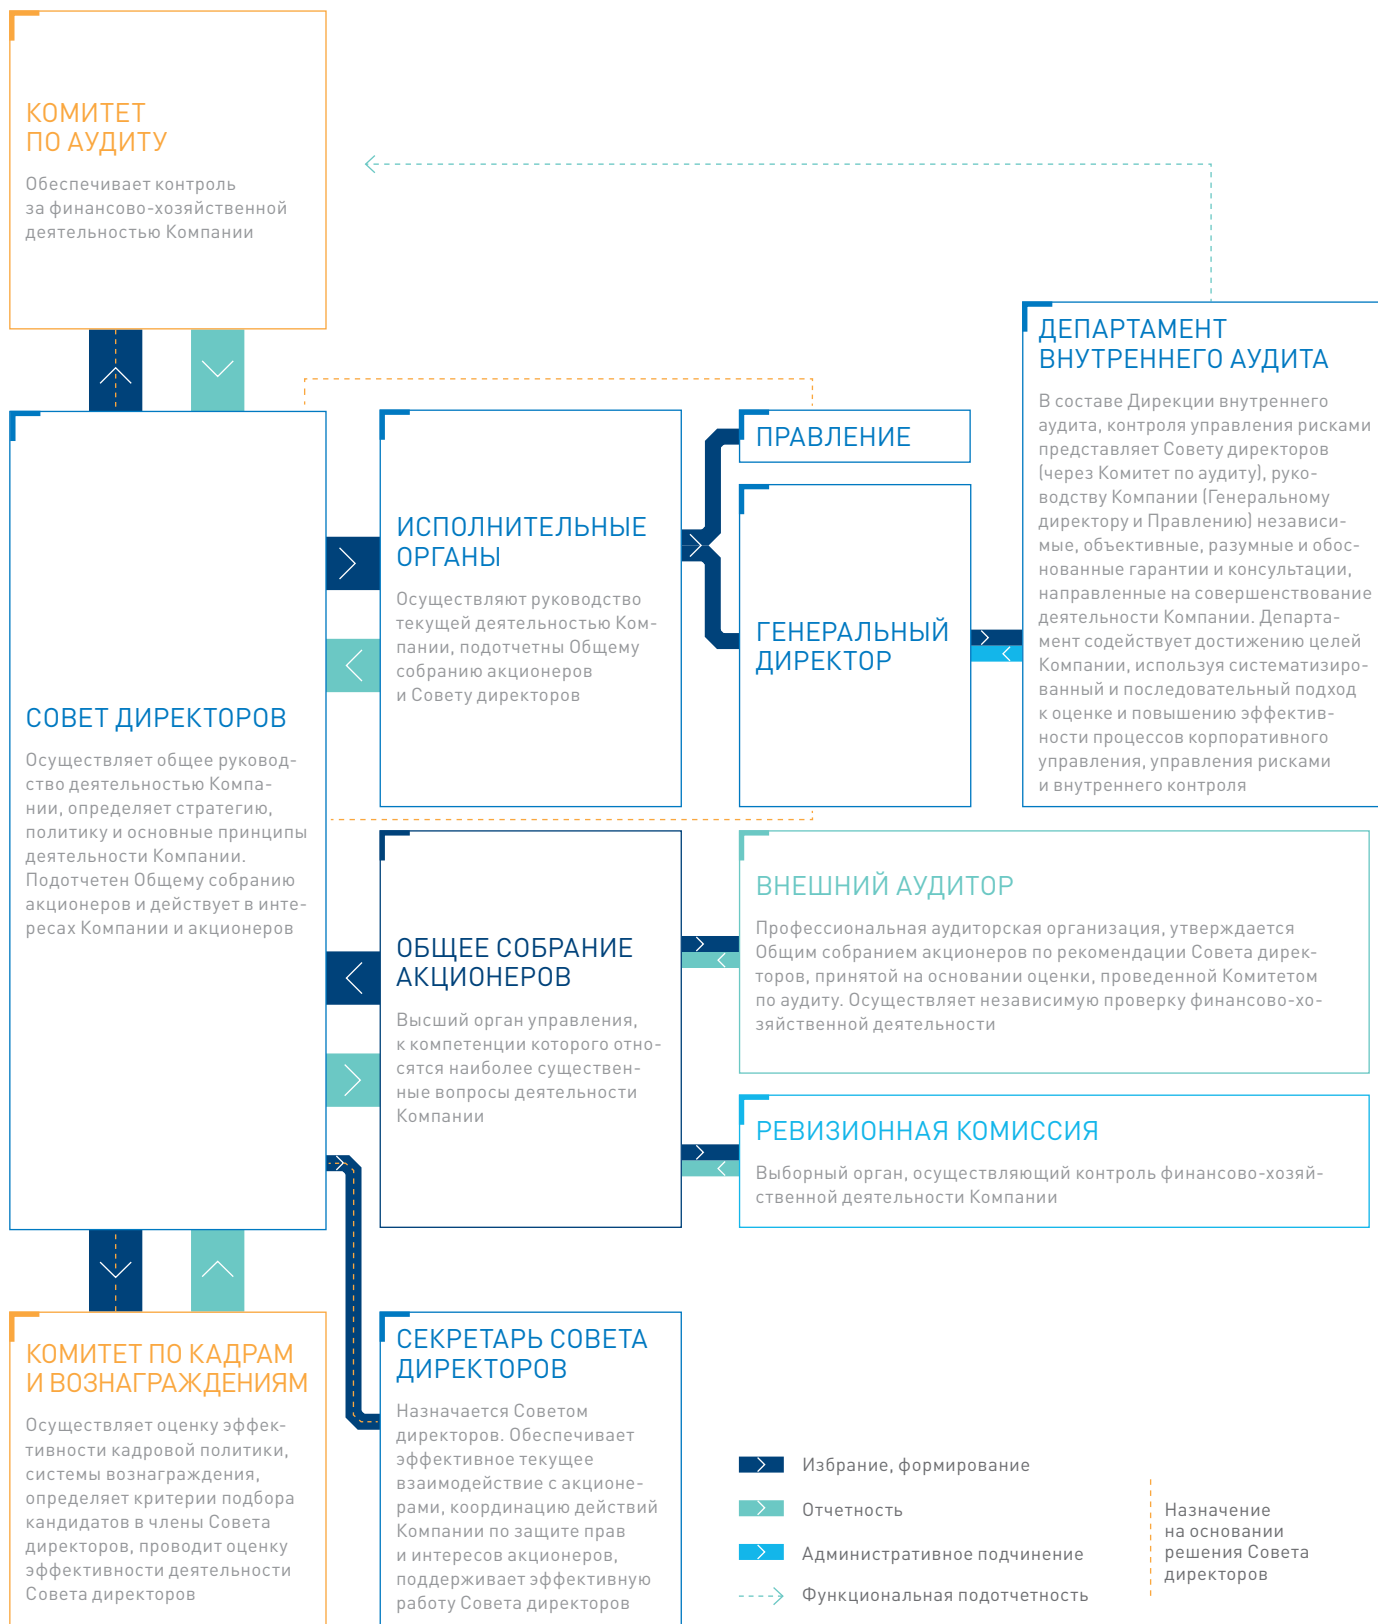 КОМИТЕТ
ПО АУДИТУ
Обеспечивает контроль
за финансово-хозяйственной
деятельностью Компании
СОВЕТ ДИРЕКТОРОВ
Осуществляет общее руковод-
ство деятельностью Компа-
нии, определяет стратегию,
политику и основные принципы
деятельности Компании.
Подотчетен Общему собранию
акционеров и действует в инте-
ресах Компании и акционеров
КОМИТЕТ ПО КАДРАМ
И ВОЗНАГРАЖДЕНИЯМ
Осуществляет оценку эффек-
тивности кадровой политики,
системы вознаграждения,
определяет критерии подбора
кандидатов в члены Совета
директоров, проводит оценку
эффективности деятельности
Совета директоров
ИСПОЛНИТЕЛЬНЫЕ
ОРГАНЫ
Осуществляют руководство
текущей деятельностью Ком-
пании, подотчетны Общему
собранию акционеров
и Совету директоров
ОБЩЕЕ СОБРАНИЕ
АКЦИОНЕРОВ
Высший орган управления,
к компетенции которого отно-
сятся наиболее существен-
ные вопросы деятельности
Компании
СЕКРЕТАРЬ СОВЕТА
ДИРЕКТОРОВ
Назначается Советом
директоров. Обеспечивает
эффективное текущее
взаимодействие с акционе-
рами, координацию действий
Компании по защите прав
и интересов акционеров,
поддерживает эффективную
работу Совета директоров
ПРАВЛЕНИЕ
ГЕНЕРАЛЬНЫЙ
ДИРЕКТОР
ДЕПАРТАМЕНТ
ВНУТРЕННЕГО АУДИТА
В составе Дирекции внутреннего
аудита, контроля управления рисками
представляет Совету директоров
(через Комитет по аудиту), руко-
водству Компании (Генеральному
директору и Правлению) независи-
мые, объективные, разумные и обос-
нованные гарантии и консультации,
направленные на совершенствование
деятельности Компании. Департа-
мент содействует достижению целей
Компании, используя систематизиро-
ванный и последовательный подход
к оценке и повышению эффектив-
ности процессов корпоративного
управления, управления рисками
и внутреннего контроля
ВНЕШНИЙ АУДИТОР
Профессиональная аудиторская организация, утверждается
Общим собранием акционеров по рекомендации Совета дирек-
торов, принятой на основании оценки, проведенной Комитетом
по аудиту. Осуществляет независимую проверку финансово-хо-
зяйственной деятельности
РЕВИЗИОННАЯ КОМИССИЯ
Выборный орган, осуществляющий контроль финансово-хозяй-
ственной деятельности Компании
Избрание, формирование
Отчетность
Административное подчинение
Функциональная подотчетность
Назначение
на основании
решения Совета
директоров